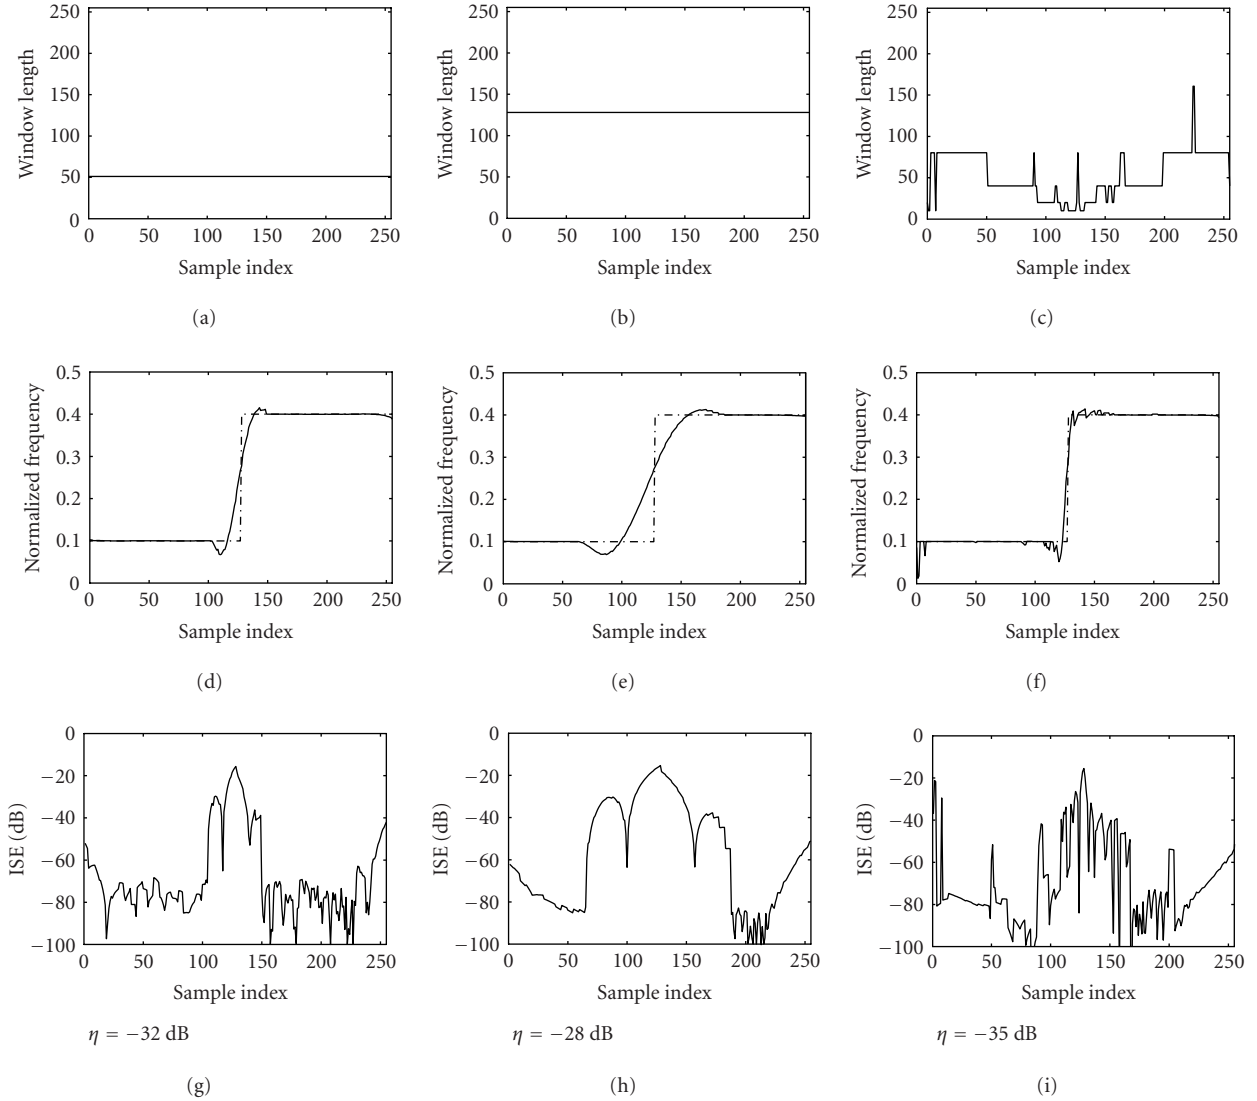 250
200
150
100
50
0
Window length
0 50 100 150 200 250
Sample index
(a)
250
200
150
100
50
0
Window length
0 50 100 150 200 250
Sample index
(b)
250
200
150
100
50
0
Window length
0 50 100 150 200 250
Sample index
(c)
0.5
0.4
0.3
0.2
0.1
0
Normalized frequency
0 50 100 150 200 250
Sample index
(d)
0.5
0.4
0.3
0.2
0.1
0
Normalized frequency
0 50 100 150 200 250
Sample index
(e)
0.5
0.4
0.3
0.2
0.1
0
Normalized frequency
0 50 100 150 200 250
Sample index
(f)
0
−20
−40
−60
−80
−100
ISE (dB)
0 50 100 150 200 250
Sample index
η = −32 dB
(g)
0
−20
−40
−60
−80
−100
ISE (dB)
0 50 100 150 200 250
Sample index
η = −28 dB
(h)
0
−20
−40
−60
−80
−100
ISE (dB)
0 50 100 150 200 250
Sample index
η = −35 dB
(i)